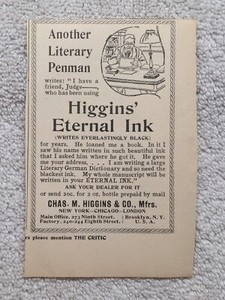 Another
Literary
Penman
writes: "I have a
friend, Judge——
who has been using
Higgins'
Eternal Ink
(WRITES EVERLASTINGLY BLACK)
for years. He loaned me a book. In it I
saw his name written in such beautiful ink
that I asked him where he got it. He gave
me your address, . . . I am writing a large
Literary German Dictionary and so need the
blackest ink. My whole manuscript will be
written in your ETERNAL INK."
ASK YOUR DEALER FOR IT
or send 20c. for 2 oz. bottle prepaid by mail
CHAS. M. HIGGINS & CO., Mfrs.
NEW YORK—CHICAGO—LONDON
Main Office, 273 Ninth Street, Brooklyn, N. Y.
Factory, 240-244 Eighth Street, U. S. A.
rs please mention THE CRITIC